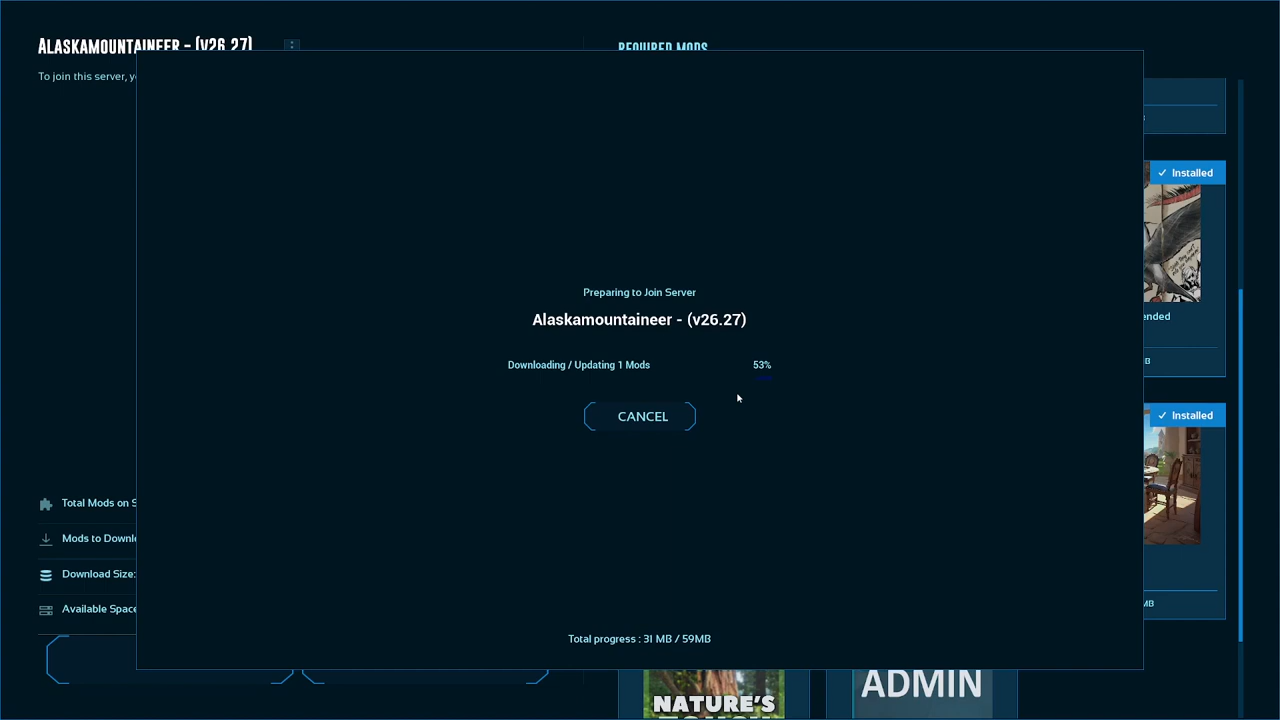 ALASKAMOUNTAINEER - (V26.27)
REQUIRED MODS
To join this server, y
Installed
ended
Preparing to Join Server
Alaskamountaineer - (v26.27)
Downloading / Updating 1 Mods 53%
CANCEL
Installed
Total Mods on S
Mods to Downl
Download Size:
Available Space
MB
Total progress : 31 MB / 59MB
ADMIN
NATURE'S
TOUCH